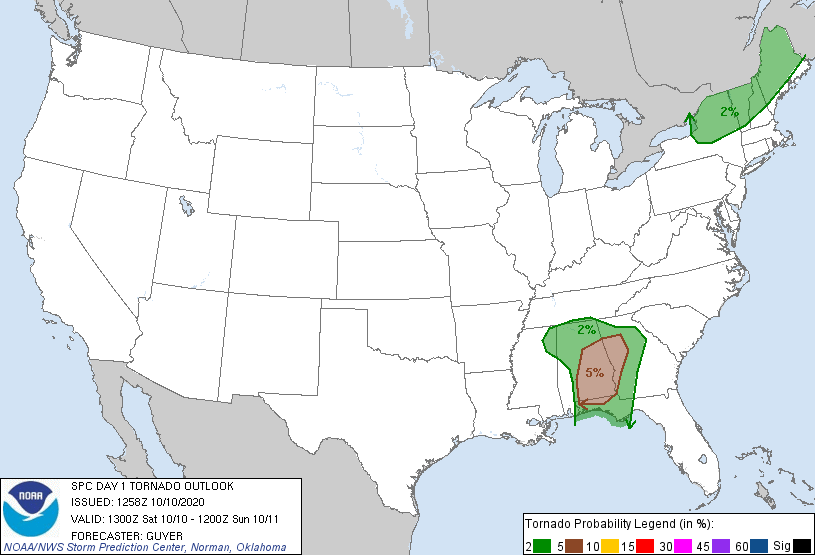 2%
2%
5%
NOAA
SPC DAY 1 TORNADO OUTLOOK
ISSUED: 1258Z 10/10/2020
VALID: 1300Z Sat 10/10 - 1200Z Sun 10/11
FORECASTER: GUYER
NOAA/NWS Storm Prediction Center, Norman, Oklahoma
Tornado Probability Legend (in %):
2 5 10 15 30 45 60 Sig